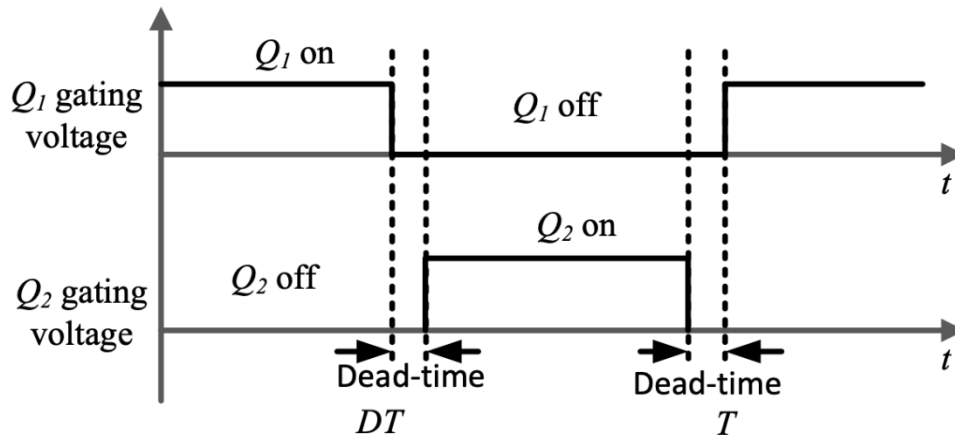 Q1 on
Q1 gating
voltage
Q1 off
t
Q2 on
Q2 off
Q2 gating
voltage
t
Dead-time
Dead-time
DT
T